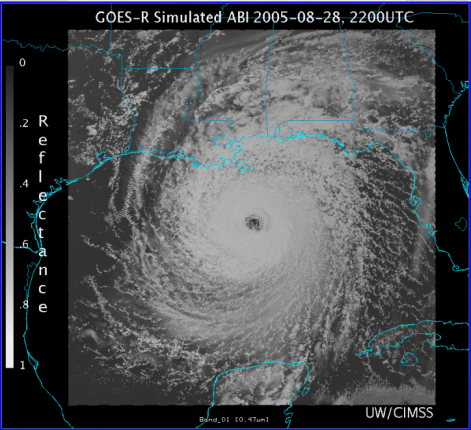 GOES-R Simulated ABI 2005-08-28, 2200UTC
0
.2
.4
.6
.8
1
Reflectance
Band_01 [0.47um]
UW/CIMSS